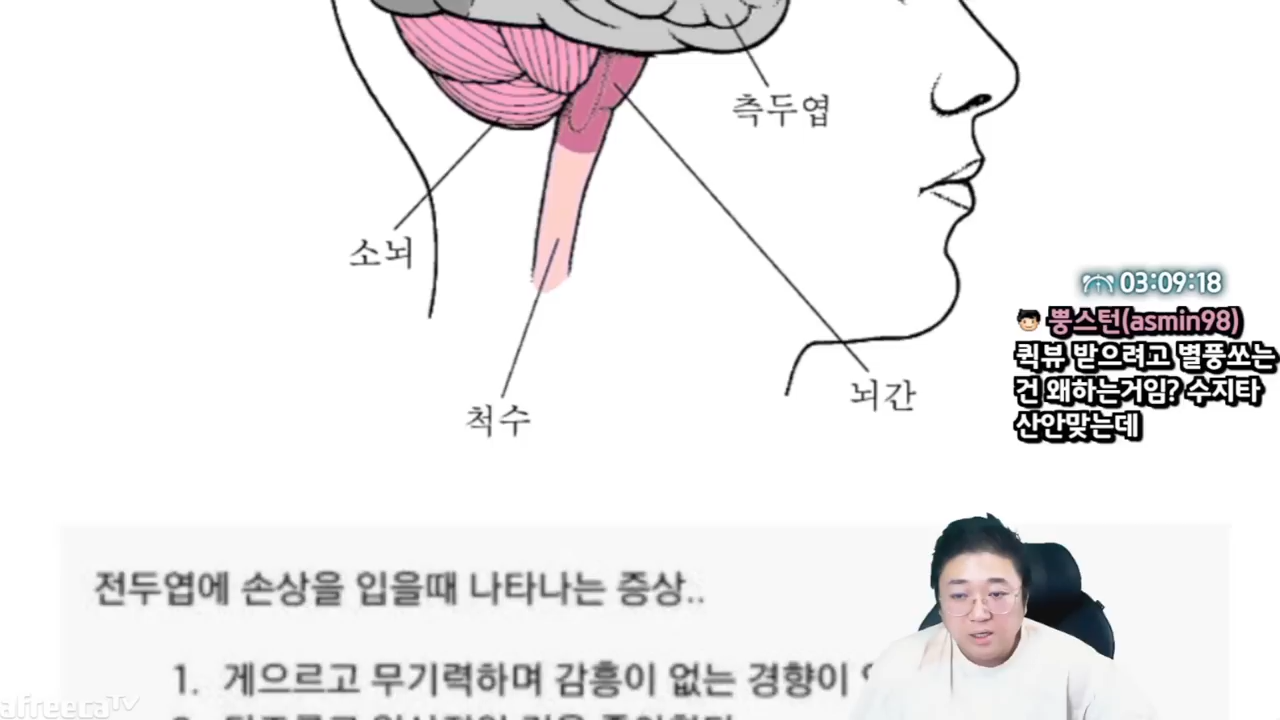 측두엽
소뇌
03:09:18
뿡스턴(asmin98)
퀵뷰 받으려고 별풍쏘는
건 왜하는거임? 수지타
산안맞는데
뇌간
척수
전두엽에 손상을 입을때 나타나는 증상..
1. 게으르고 무기력하며 감흥이 없는 경향이
afreecaTV